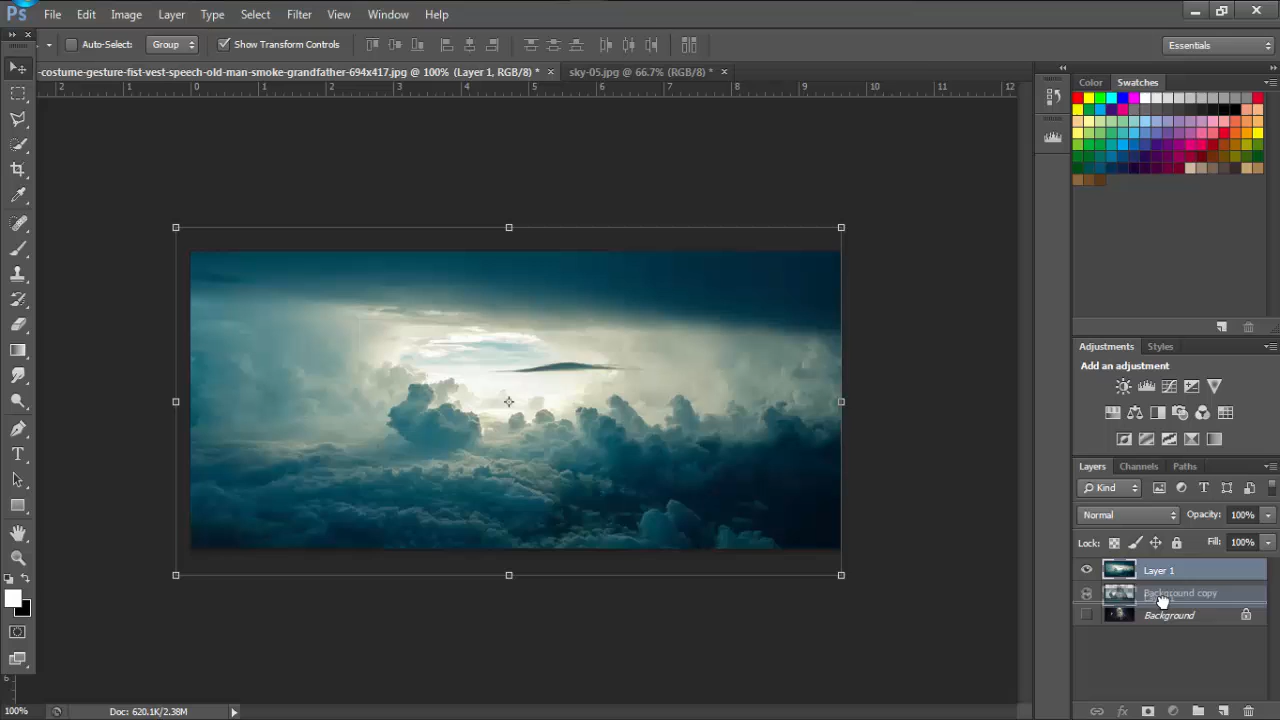 Ps File Edit Image Layer Type Select Filter View Window Help
Auto-Select: Group Show Transform Controls Essentials
-costume-gesture-fist-vest-speech-old-man-smoke-grandfather-694x417.jpg @ 100% (Layer 1, RGB/8) * × sky-05.jpg @ 66.7% (RGB/8) * ×
Color Swatches
2 1 0 1 2 3 4 5 6 7 8 9 10 11 12
Adjustments Styles
Add an adjustment
Layers Channels Paths
Kind T
Normal Opacity: 100%
Lock: Fill: 100%
Layer 1
Background copy
Background
T
6
100% Doc: 620.1K/2.38M
fx